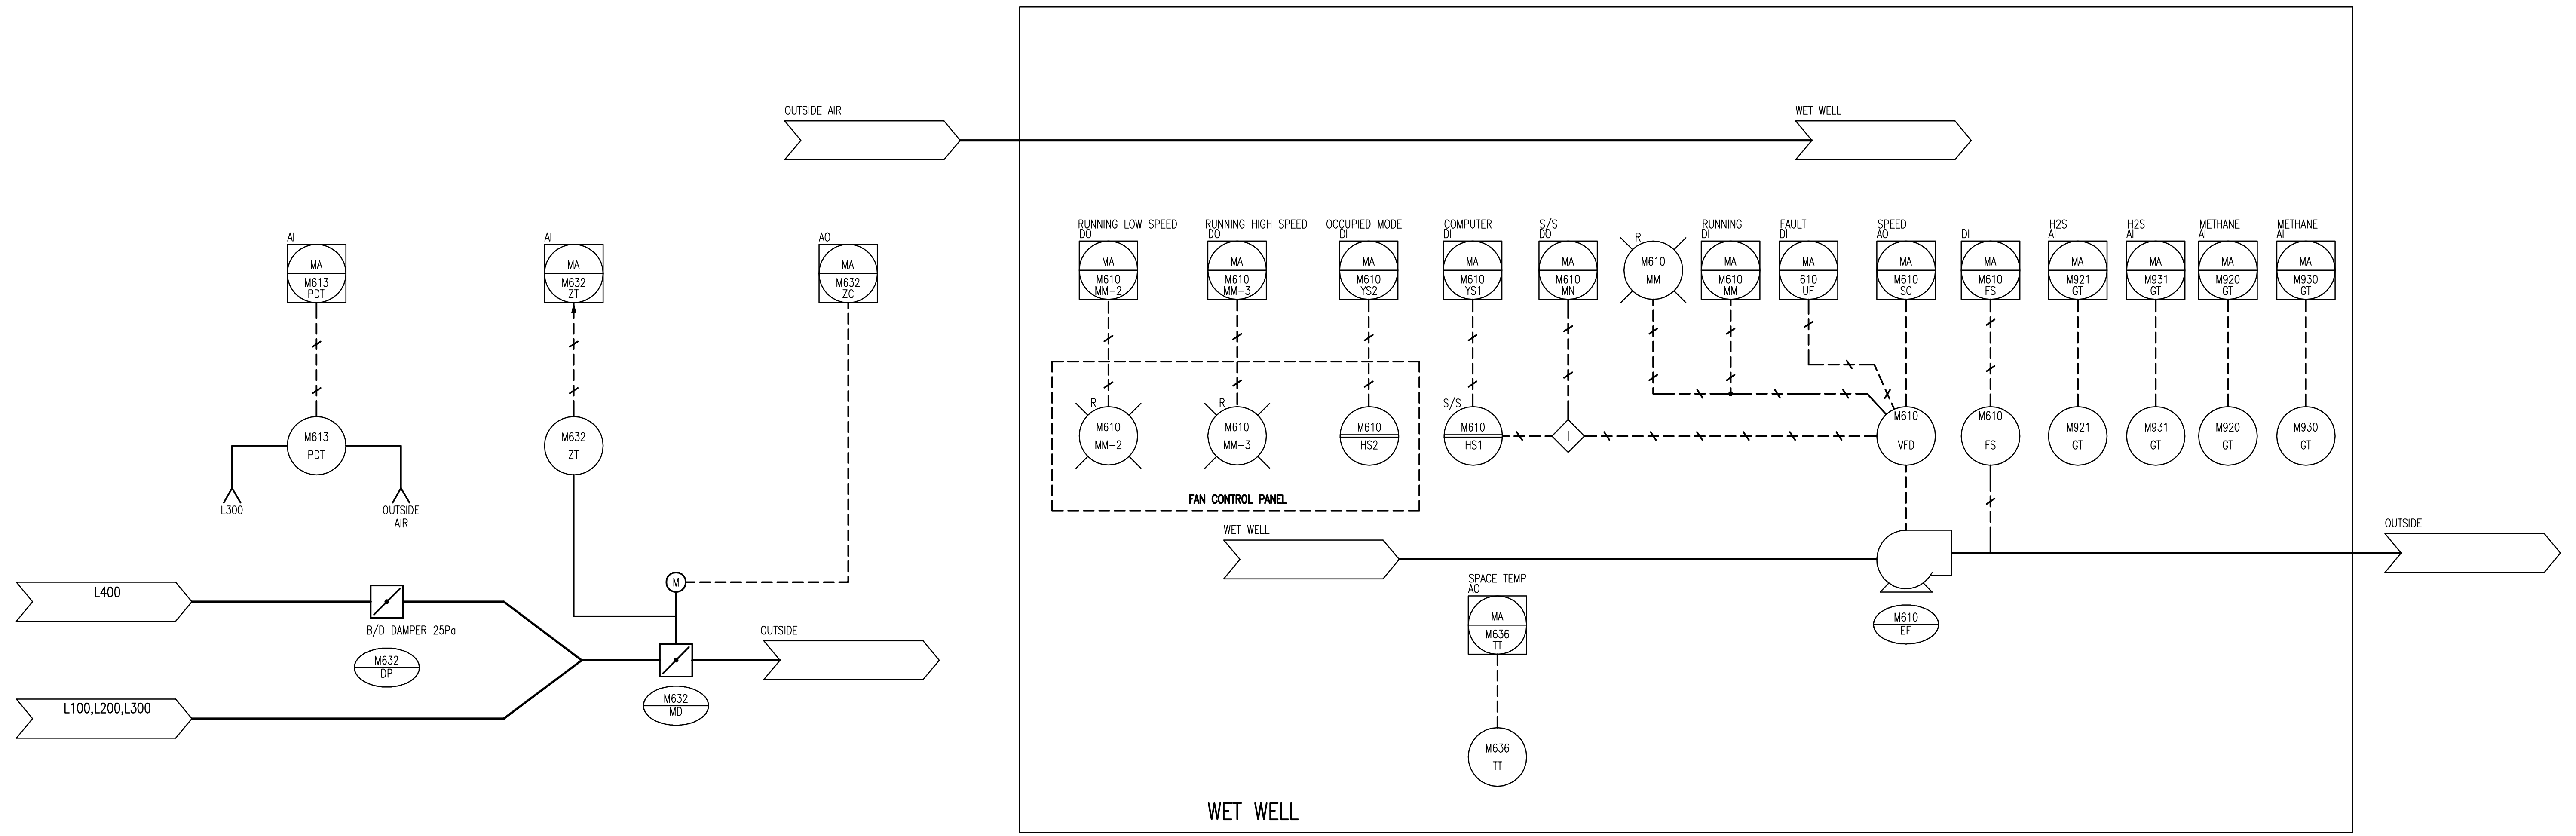 OUTSIDE AIR
WET WELL
AI
MA
M613
PDT
AI
MA
M632
ZT
AO
MA
M632
ZC
RUNNING LOW SPEED
DO
MA
M610
MM-2
RUNNING HIGH SPEED
DO
MA
M610
MM-3
OCCUPIED MODE
DI
MA
M610
YS2
COMPUTER
DI
MA
M610
YS1
S/S
DO
MA
M610
MN
R
M610
MM
RUNNING
DI
MA
M610
MM
FAULT
DI
MA
610
UF
SPEED
AO
MA
M610
SC
DI
MA
M610
FS
H2S
AI
MA
M921
GT
H2S
AI
MA
M931
GT
METHANE
AI
MA
M920
GT
METHANE
AI
MA
M930
GT
M613
PDT
L300
OUTSIDE
AIR
M632
ZT
R
M610
MM-2
R
M610
MM-3
M610
HS2
FAN CONTROL PANEL
S/S
M610
HS1
I
M610
VFD
M610
FS
M921
GT
M931
GT
M920
GT
M930
GT
WET WELL
OUTSIDE
L400
B/D DAMPER 25Pa
M632
DP
M
OUTSIDE
M632
MD
L100,L200,L300
SPACE TEMP
AO
MA
M636
TT
M636
TT
M610
EF
WET WELL